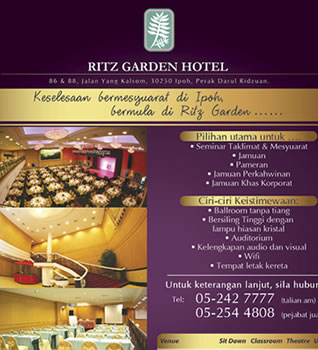 RITZ GARDEN HOTEL
86 & 88, Jalan Yang Kalsom, 30250 Ipoh, Perak Darul Ridzuan.
Keselesaan bermesyuarat di Ipoh,
bermula di Ritz Garden ......
Pilihan utama untuk ....
• Seminar Taklimat & Mesyuarat
• Jamuan
• Pameran
• Jamuan Perkahwinan
• Jamuan Khas Korporat
Ciri-ciri Keistimewaan:
• Ballroom tanpa tiang
• Bersiling Tinggi dengan
lampu hiasan kristal
• Auditorium
• Kelengkapan audio dan visual
• Wifi
• Tempat letak kereta
Untuk keterangan lanjut, sila hubun
Tel: 05-242 7777 (talian am)
05-254 4808 (pejabat jua
Venue Sit Down Classroom Theatre U